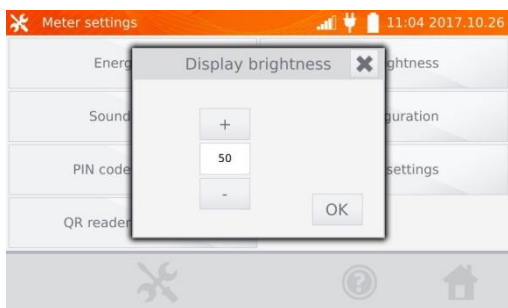 Meter settings 11:04 2017.10.26
Energ Display brightness ghtness
Sound + guration
50
PIN code - settings
OK
QR reader